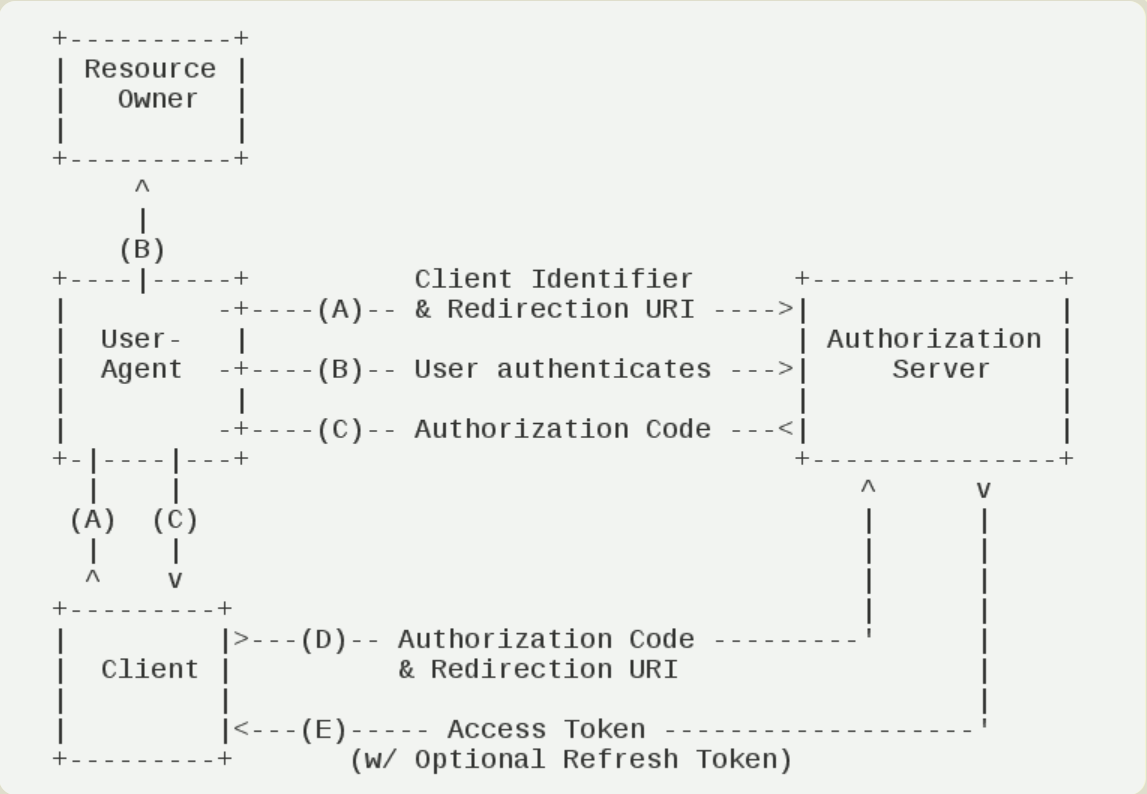 +----------+
| Resource |
|   Owner  |
|          |
+----------+
     ^
     |
    (B)
+----|-----+          Client Identifier      +---------------+
|         -+----(A)-- & Redirection URI ---->|               |
|  User-   |                                 | Authorization |
|  Agent  -+----(B)-- User authenticates --->|     Server    |
|          |                                 |               |
|         -+----(C)-- Authorization Code ---<|               |
+-|----|---+                                 +---------------+
  |    |                                         ^      v
 (A)  (C)                                        |      |
  |    |                                         |      |
  ^    v                                         |      |
+---------+                                      |      |
|         |>---(D)-- Authorization Code ---------'      |
|  Client |          & Redirection URI                  |
|         |                                             |
|         |<---(E)----- Access Token -------------------'
+---------+       (w/ Optional Refresh Token)